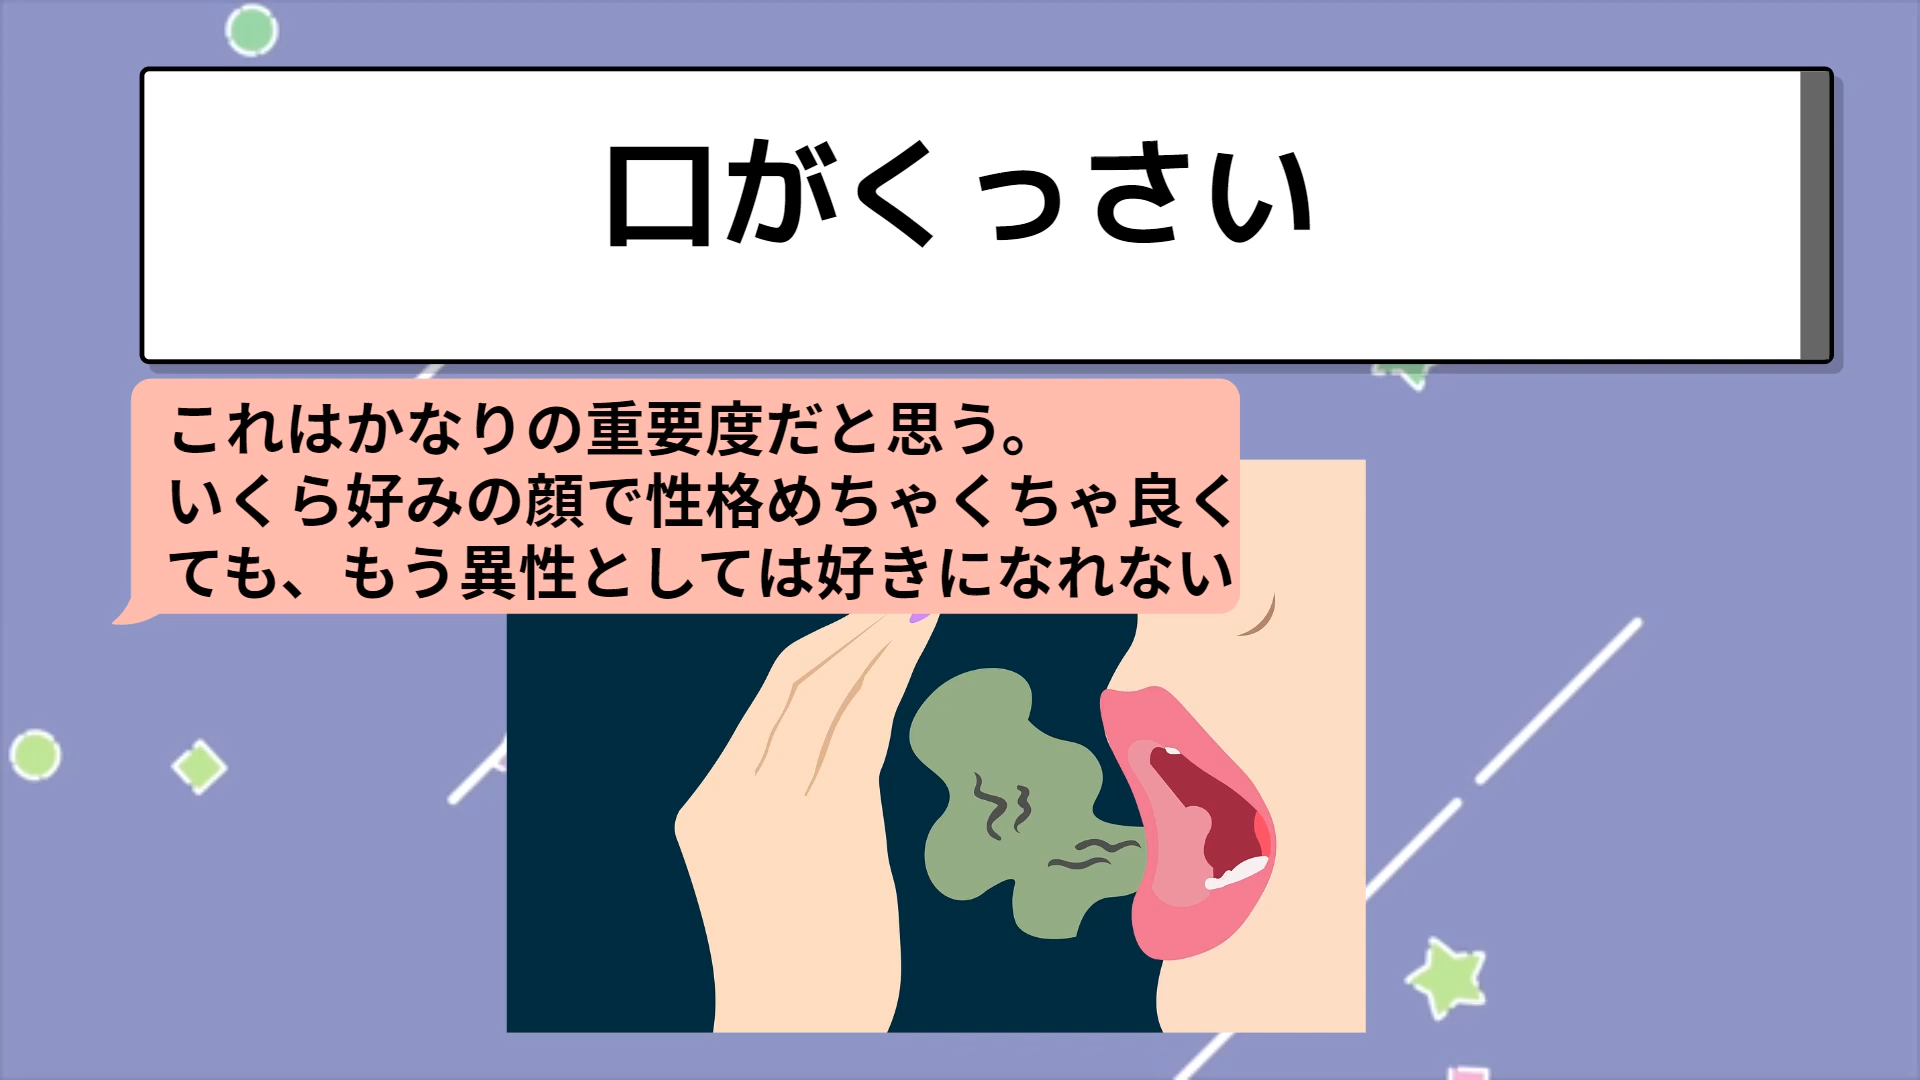 口がくっさい
これはかなりの重要度だと思う。
いくら好みの顔で性格めちゃくちゃ良く
ても、もう異性としては好きになれない